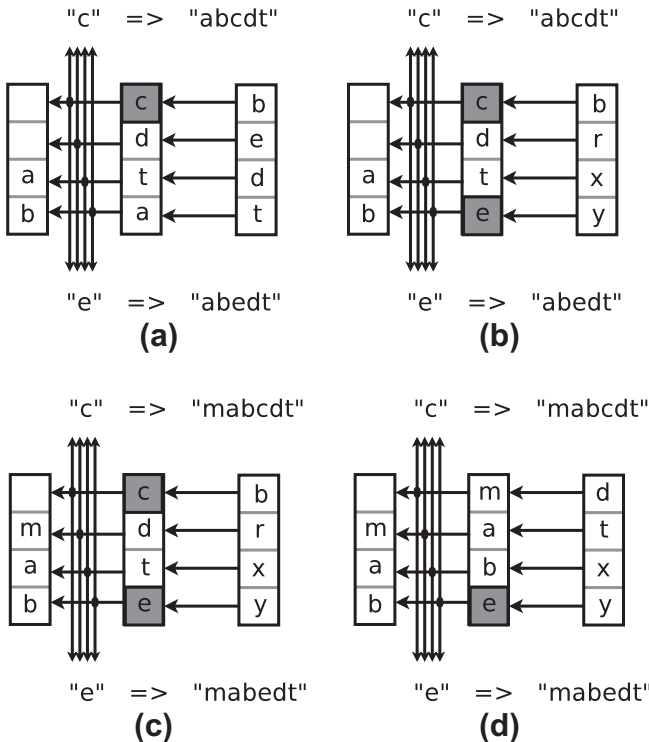 "c" => "abcdt"
c b
d e
a t d
b a t
"e" => "abedt"
(a)
"c" => "abcdt"
c b
d r
a t x
b e y
"e" => "abedt"
(b)
"c" => "mabcdt"
c b
m d r
a t x
b e y
"e" => "mabedt"
(c)
"c" => "mabcdt"
m d
m a t
a b x
b e y
"e" => "mabedt"
(d)